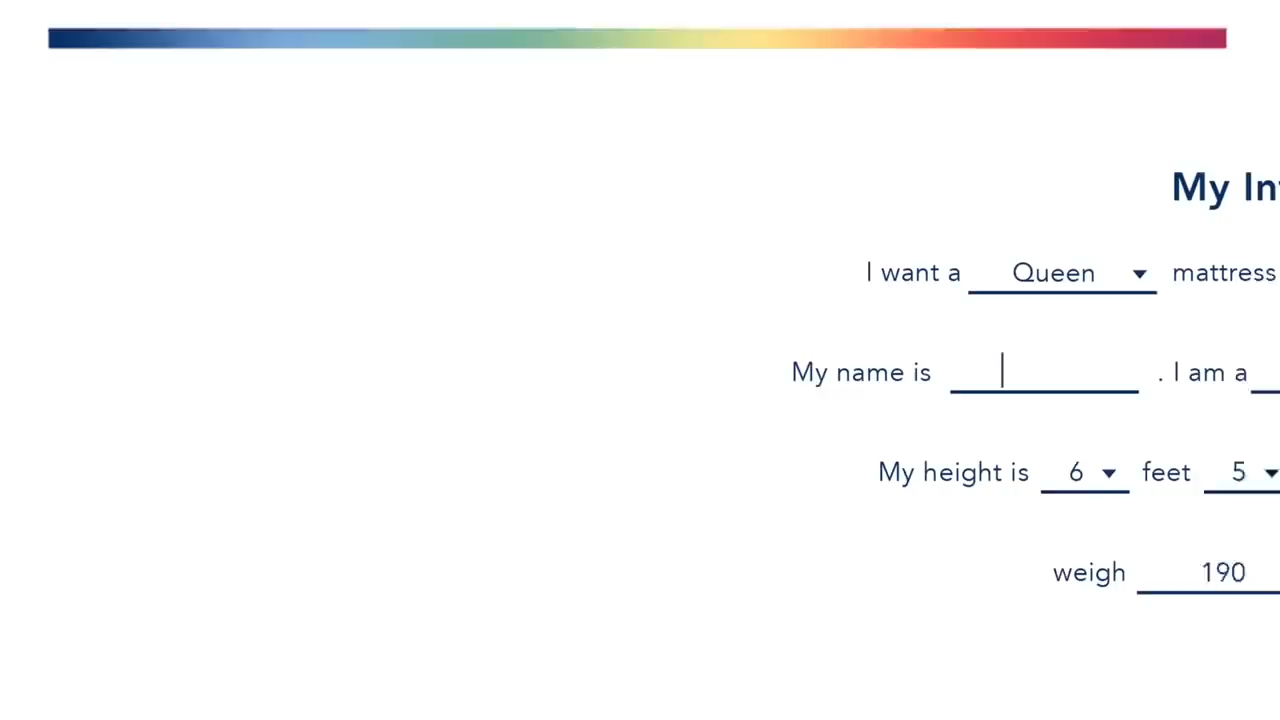 My In
I want a Queen mattress
My name is . I am a
My height is 6 feet 5
weigh 190